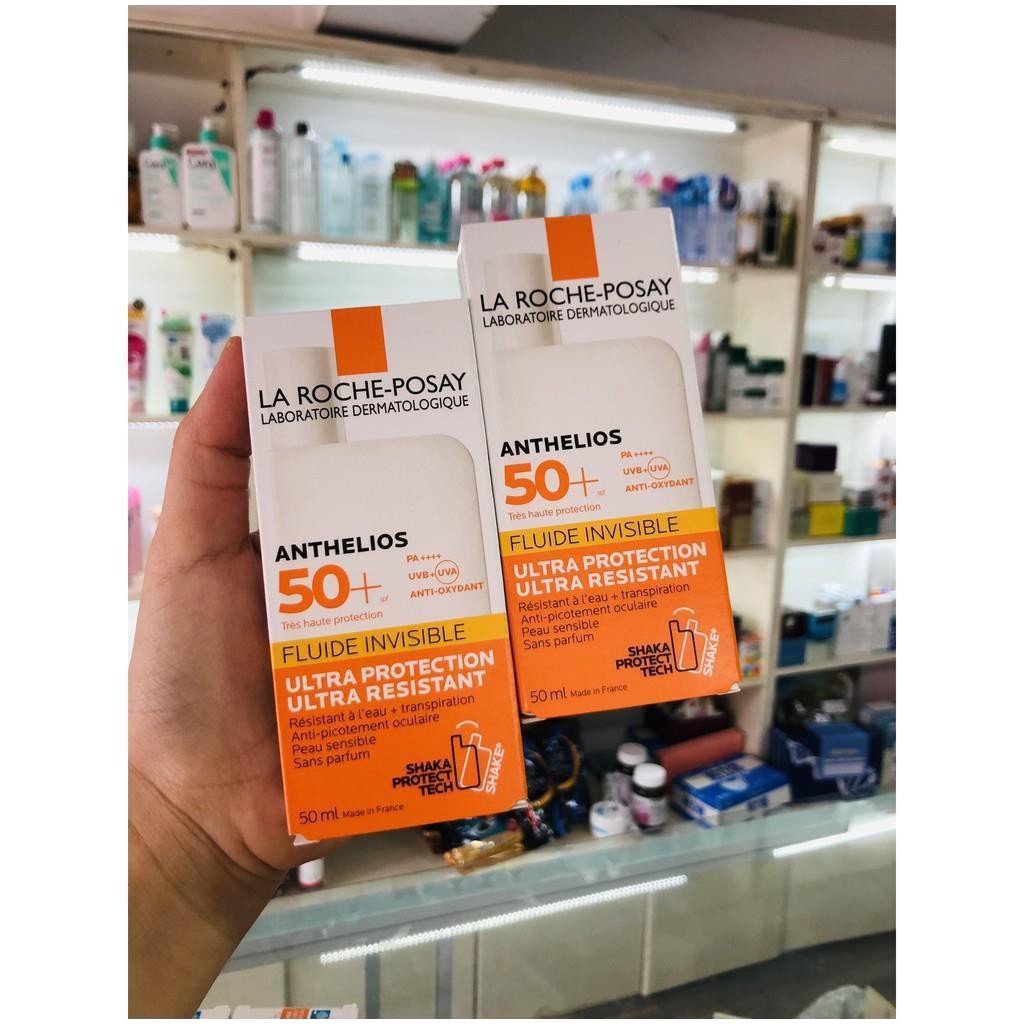 LA ROCHE-POSAY
LABORATOIRE DERMATOLOGIQUE
ANTHELIOS
50+ spf
Très haute protection
PA ++++
UVB+UVA
ANTI-OXYDANT
FLUIDE INVISIBLE
ULTRA PROTECTION
ULTRA RESISTANT
Résistant à l'eau + transpiration
Anti-picotement oculaire
Peau sensible
Sans parfum
SHAKA
PROTECT
TECH
SHAKE®
50 ml Made in France
LA ROCHE-POSAY
LABORATOIRE DERMATOLOGIQUE
ANTHELIOS
50+ spf
Très haute protection
PA ++++
UVB+UVA
ANTI-OXYDANT
FLUIDE INVISIBLE
ULTRA PROTECTION
ULTRA RESISTANT
Résistant à l'eau + transpiration
Anti-picotement oculaire
Peau sensible
Sans parfum
SHAKA
PROTECT
TECH
SHAKE®
50 ml Made in France